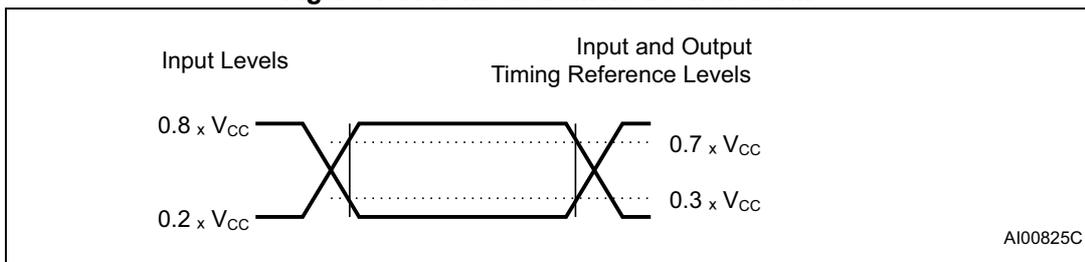 Input Levels
Input and Output
Timing Reference Levels
0.8 x VCC
0.7 x VCC
0.3 x VCC
0.2 x VCC
AI00825C